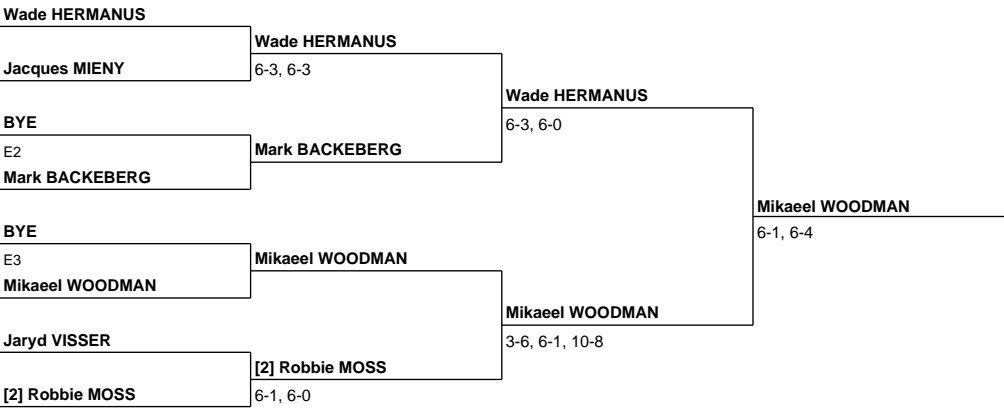 Wade HERMANUS
Wade HERMANUS
Jacques MIENY
6-3, 6-3
Wade HERMANUS
BYE
6-3, 6-0
E2
Mark BACKEBERG
Mark BACKEBERG
Mikaeel WOODMAN
BYE
6-1, 6-4
E3
Mikaeel WOODMAN
Mikaeel WOODMAN
Mikaeel WOODMAN
Jaryd VISSER
3-6, 6-1, 10-8
[2] Robbie MOSS
[2] Robbie MOSS
6-1, 6-0